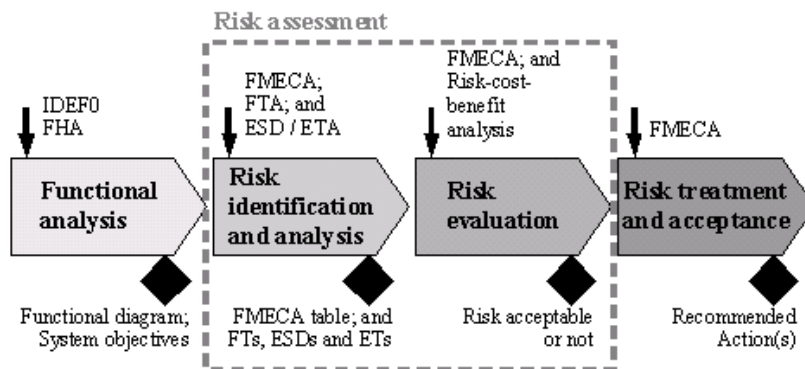 Risk assessment
IDEF0
FHA
FMECA;
FTA; and
ESD / ETA
FMECA; and
Risk-cost-
benefit
analysis
FMECA
Functional
analysis
Risk
identification
and analysis
Risk
evaluation
Risk treatment
and acceptance
Functional diagram;
System objectives
FMECA table; and
FTs, ESDs and ETs
Risk acceptable
or not
Recommended
Action(s)